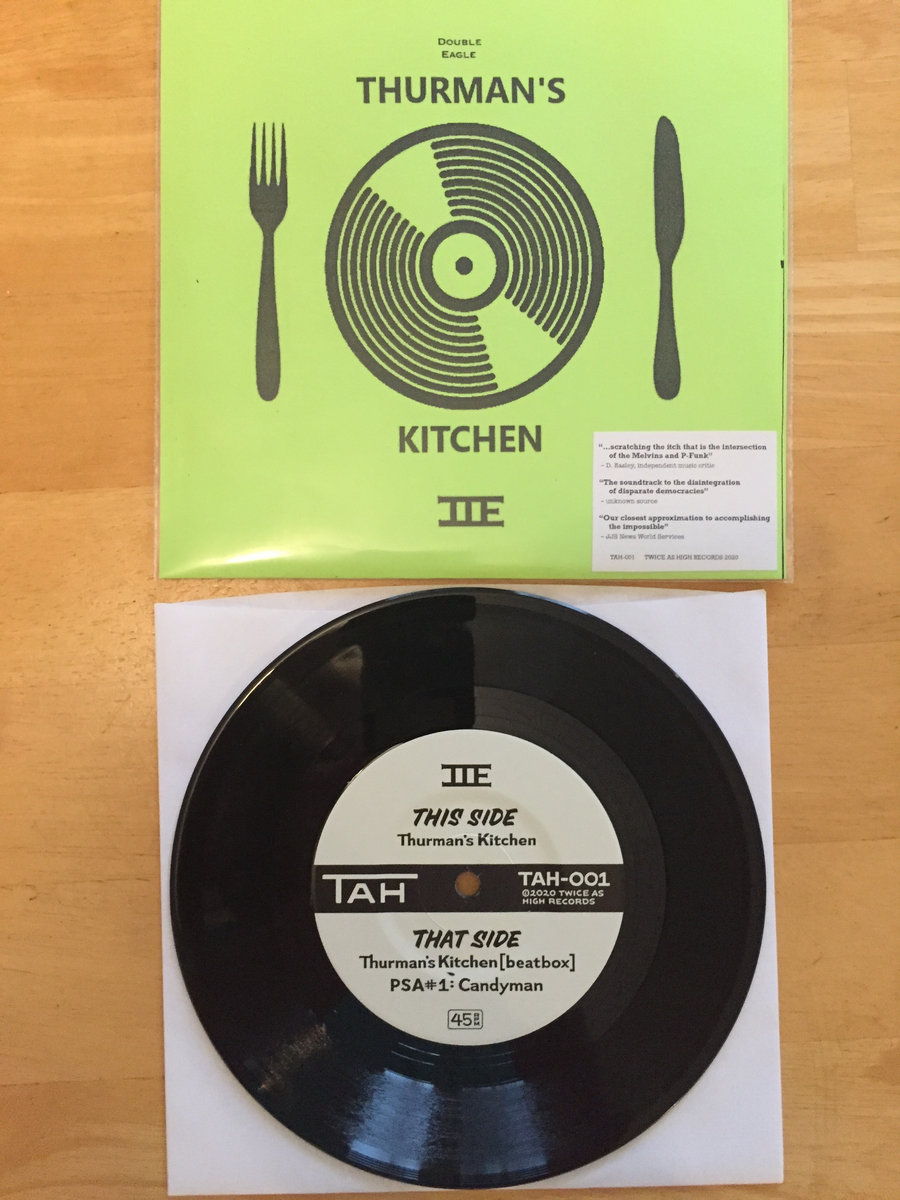 DOUBLE
EAGLE
THURMAN'S
KITCHEN
IIE
"...scratching the itch that is the intersection
of the Melvins and P-Funk"
- D. Easley, independent music critic
"The soundtrack to the disintegration
of disparate democracies"
- unknown source
"Our closest approximation to accomplishing
the impossible"
- JJS News World Services
TAH-001 TWICE AS HIGH RECORDS 2020
IIE
THIS SIDE
Thurman's Kitchen
TAH
TAH-001
©2020 TWICE AS
HIGH RECORDS
THAT SIDE
Thurman's Kitchen [beatbox]
PSA#1: Candyman
45